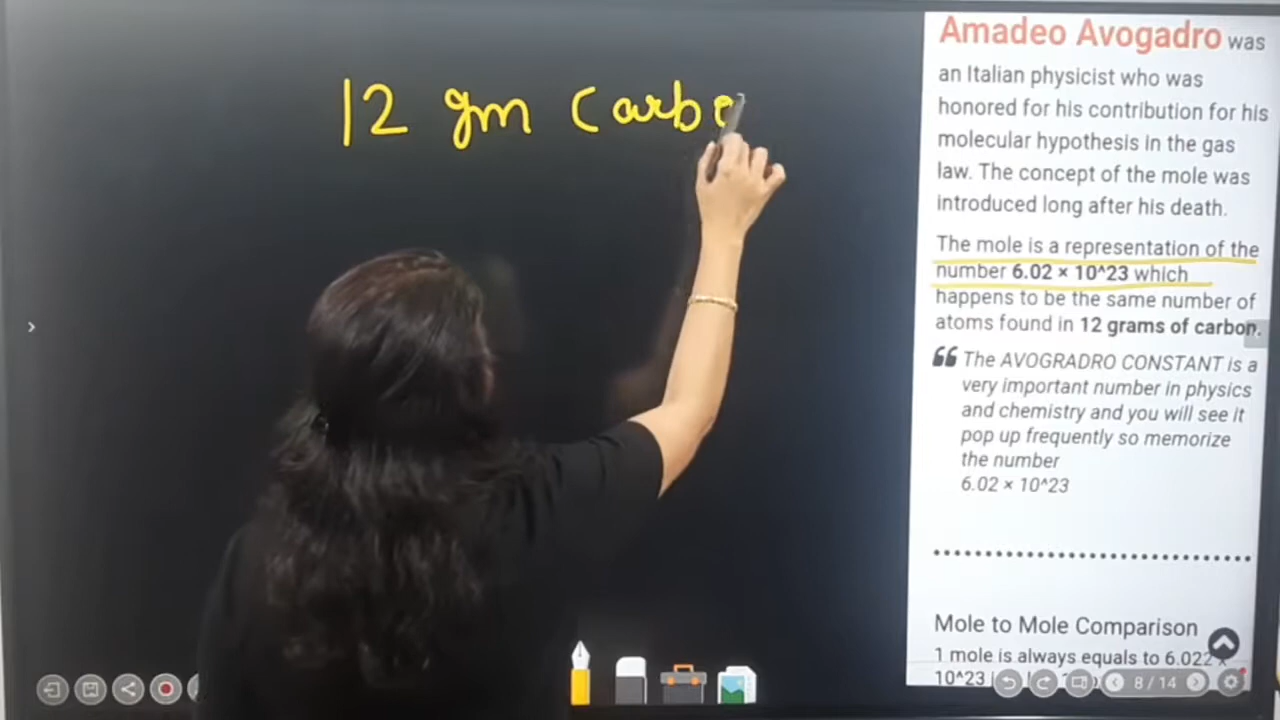 12 gm Carbo
Amadeo Avogadro was
an Italian physicist who was
honored for his contribution for his
molecular hypothesis in the gas
law. The concept of the mole was
introduced long after his death.
The mole is a representation of the
number 6.02 × 10^23 which
happens to be the same number of
atoms found in 12 grams of carbon.
The AVOGRADRO CONSTANT is a
very important number in physics
and chemistry and you will see it
pop up frequently so memorize
the number
6.02 × 10^23
Mole to Mole Comparison
1 mole is always equals to 6.022 ×
10^23
8 / 14